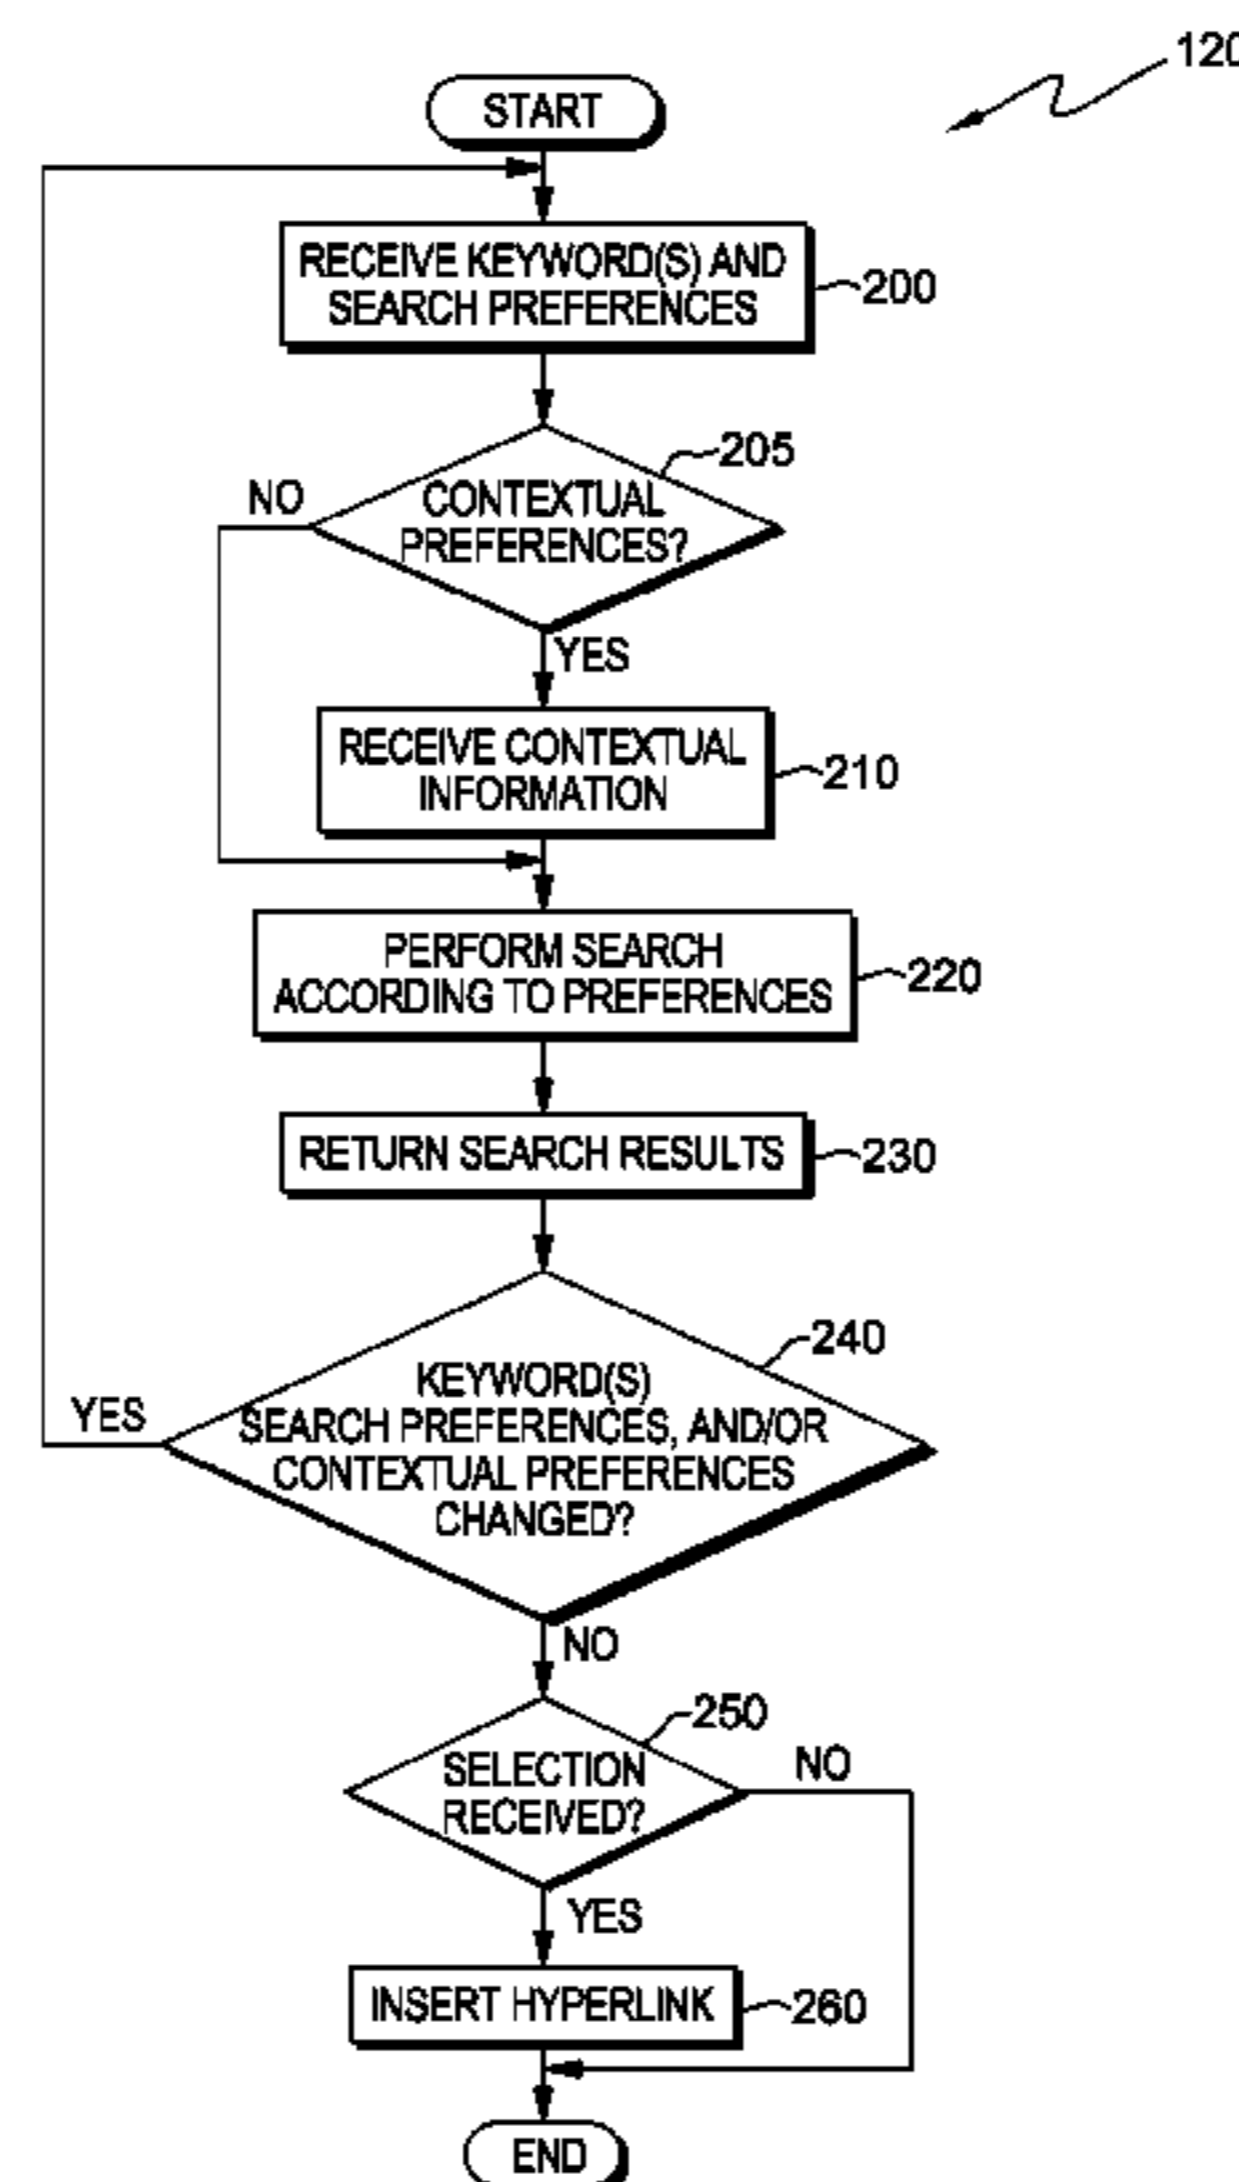 120
START
RECEIVE KEYWORD(S) AND
SEARCH PREFERENCES
200
205
NO
CONTEXTUAL
PREFERENCES?
YES
RECEIVE CONTEXTUAL
INFORMATION
210
PERFORM SEARCH
ACCORDING TO PREFERENCES
220
RETURN SEARCH RESULTS
230
240
KEYWORD(S)
SEARCH PREFERENCES, AND/OR
CONTEXTUAL PREFERENCES
CHANGED?
YES
NO
250
SELECTION
RECEIVED?
NO
YES
INSERT HYPERLINK
260
END